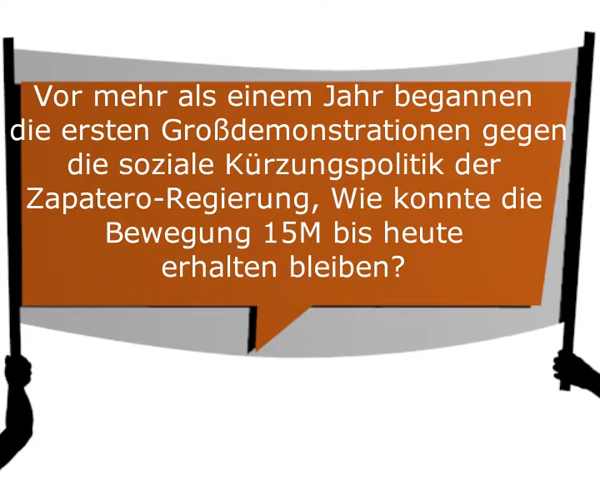 Vor mehr als einem Jahr begannen
die ersten Großdemonstrationen gegen
die soziale Kürzungspolitik der
Zapatero-Regierung, Wie konnte die
Bewegung 15M bis heute
erhalten bleiben?